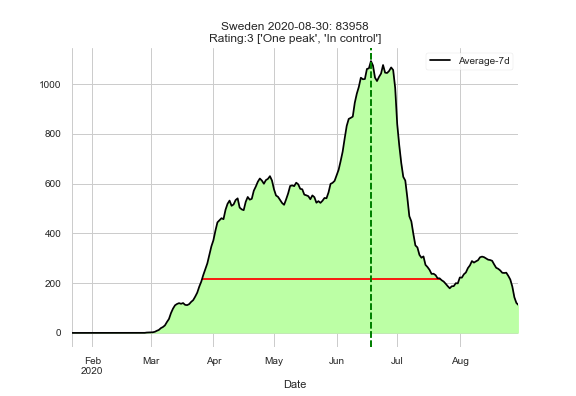 Sweden 2020-08-30: 83958
Rating:3 ['One peak', 'In control']
Average-7d
1000
800
600
400
200
0
Feb Mar Apr May Jun Jul Aug
2020
Date